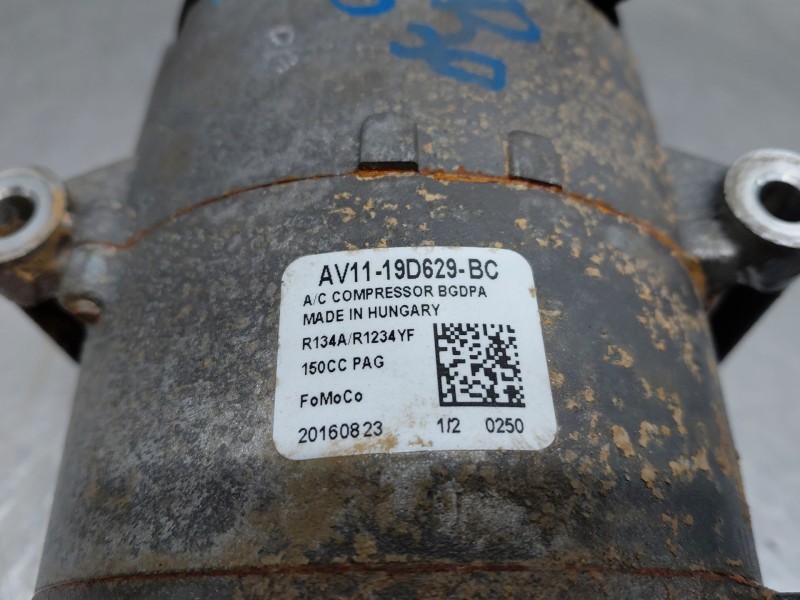 AV11-19D629-BC
A/C COMPRESSOR BGDPA
MADE IN HUNGARY
R134A/R1234YF
150CC PAG
FoMoCo
20160823 1/2 0250